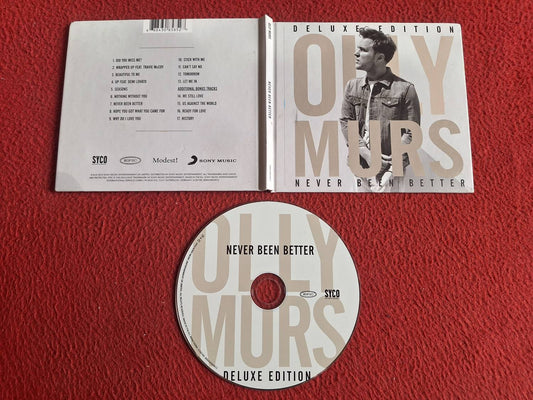 1. DID YOU MISS ME?
2. WRAPPED UP FEAT. TRAVIE McCOY
3. BEAUTIFUL TO ME
4. UP FEAT. DEMI LOVATO
5. SEASONS
6. NOTHING WITHOUT YOU
7. NEVER BEEN BETTER
8. HOPE YOU GOT WHAT YOU CAME FOR
9. WHY DO I LOVE YOU
10. STICK WITH ME
11. CAN'T SAY NO
12. TOMORROW
13. LET ME IN
ADDITIONAL BONUS TRACKS
14. WE STILL LOVE
15. US AGAINST THE WORLD
16. READY FOR LOVE
17. HISTORY
SYCO
EPIC
Modest!
SONY MUSIC
OLLY MURS
NEVER BEEN BETTER
DELUXE EDITION
OLLY
MURS
NEVER BEEN BETTER
NEVER BEEN BETTER
OLLY
EPIC
SYCO
MURS
DELUXE EDITION